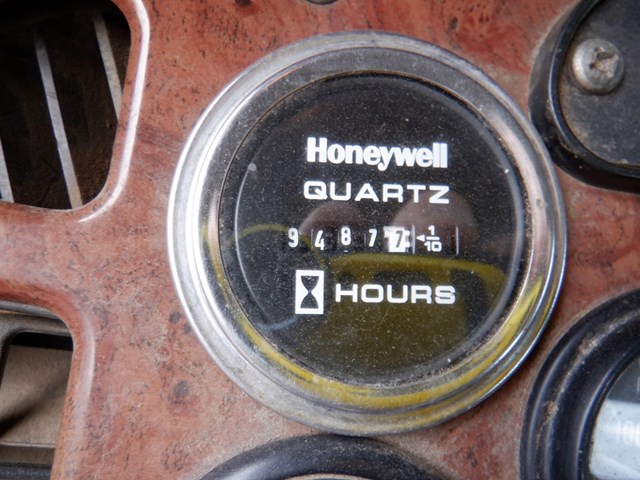 Honeywell
QUARTZ
9 4 8 7 7 ◄ 1/10
HOURS